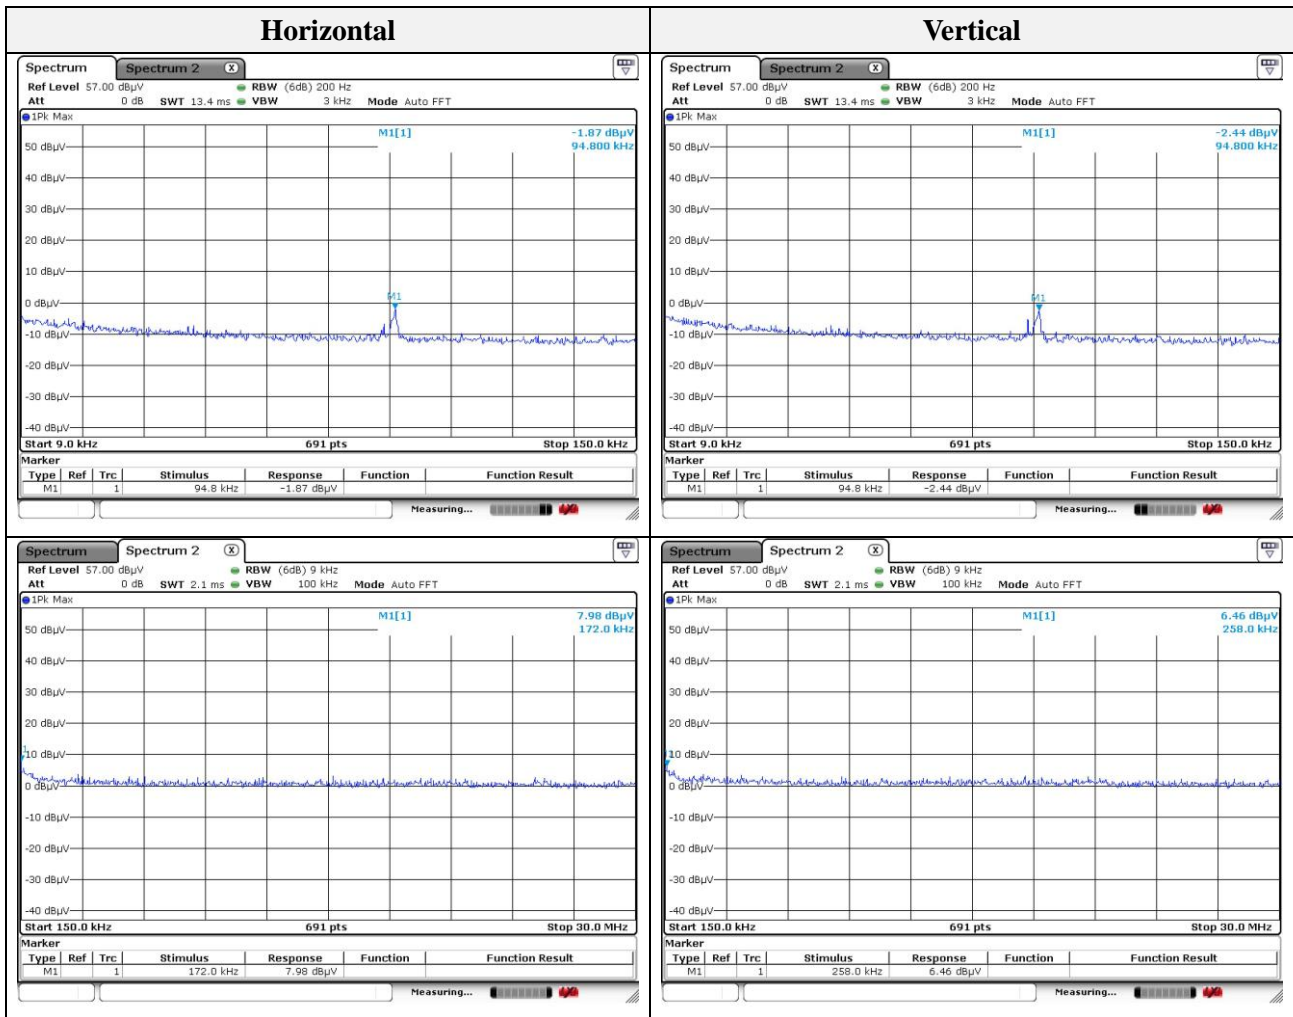 Horizontal
Vertical
Spectrum
Spectrum 2
X
Ref Level 57.00 dBµV
RBW (6dB) 200 Hz
Att 0 dB SWT 13.4 ms VBW 3 kHz Mode Auto FFT
1Pk Max
M1[1] -1.87 dBµV
94.800 kHz
50 dBµV
40 dBµV
30 dBµV
20 dBµV
10 dBµV
M1
0 dBµV
-10 dBµV
-20 dBµV
-30 dBµV
-40 dBµV
Start 9.0 kHz 691 pts Stop 150.0 kHz
Marker
Type Ref Trc Stimulus Response Function Function Result
M1 1 94.8 kHz -1.87 dBµV
Measuring...
Spectrum
Spectrum 2
X
Ref Level 57.00 dBµV
RBW (6dB) 200 Hz
Att 0 dB SWT 13.4 ms VBW 3 kHz Mode Auto FFT
1Pk Max
M1[1] -2.44 dBµV
94.800 kHz
50 dBµV
40 dBµV
30 dBµV
20 dBµV
10 dBµV
M1
0 dBµV
-10 dBµV
-20 dBµV
-30 dBµV
-40 dBµV
Start 9.0 kHz 691 pts Stop 150.0 kHz
Marker
Type Ref Trc Stimulus Response Function Function Result
M1 1 94.8 kHz -2.44 dBµV
Measuring...
Spectrum
Spectrum 2
X
Ref Level 57.00 dBµV
RBW (6dB) 9 kHz
Att 0 dB SWT 2.1 ms VBW 100 kHz Mode Auto FFT
1Pk Max
M1[1] 7.98 dBµV
172.0 kHz
50 dBµV
40 dBµV
30 dBµV
20 dBµV
10 dBµV
0 dBµV
-10 dBµV
-20 dBµV
-30 dBµV
-40 dBµV
Start 150.0 kHz 691 pts Stop 30.0 MHz
Marker
Type Ref Trc Stimulus Response Function Function Result
M1 1 172.0 kHz 7.98 dBµV
Measuring...
Spectrum
Spectrum 2
X
Ref Level 57.00 dBµV
RBW (6dB) 9 kHz
Att 0 dB SWT 2.1 ms VBW 100 kHz Mode Auto FFT
1Pk Max
M1[1] 6.46 dBµV
258.0 kHz
50 dBµV
40 dBµV
30 dBµV
20 dBµV
10 dBµV
0 dBµV
-10 dBµV
-20 dBµV
-30 dBµV
-40 dBµV
Start 150.0 kHz 691 pts Stop 30.0 MHz
Marker
Type Ref Trc Stimulus Response Function Function Result
M1 1 258.0 kHz 6.46 dBµV
Measuring...